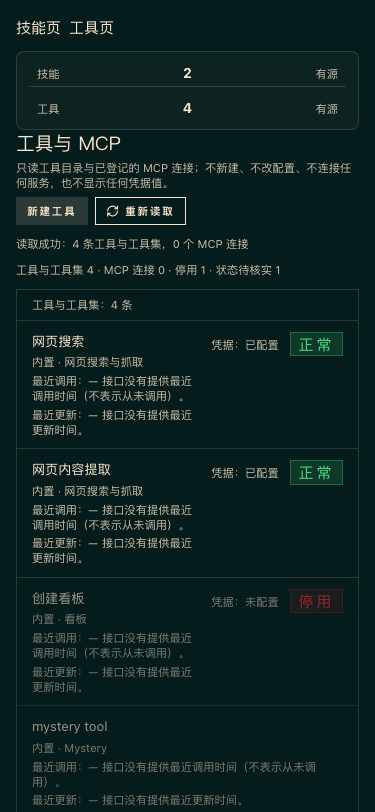 技能页 工具页
技能 2 有源
工具 4 有源
工具与 MCP
只读工具目录与已登记的 MCP 连接；不新建、不改配置、不连接任
何服务，也不显示任何凭据值。
新建工具 重新读取
读取成功：4 条工具与工具集，0 个 MCP 连接
工具与工具集 4 · MCP 连接 0 · 停用 1 · 状态待核实 1
工具与工具集：4 条
网页搜索 凭据：已配置 正常
内置 · 网页搜索与抓取
最近调用：— 接口没有提供最近
调用时间（不表示从未调用）。
最近更新：— 接口没有提供最近
更新时间。
网页内容提取 凭据：已配置 正常
内置 · 网页搜索与抓取
最近调用：— 接口没有提供最近
调用时间（不表示从未调用）。
最近更新：— 接口没有提供最近
更新时间。
创建看板 凭据：未配置 停用
内置 · 看板
最近调用：— 接口没有提供最近
调用时间（不表示从未调用）。
最近更新：— 接口没有提供最近
更新时间。
mystery tool
内置 · Mystery
最近调用：— 接口没有提供最近调用时间（不表示从未调
用）。
最近更新：— 接口没有提供最近更新时间。